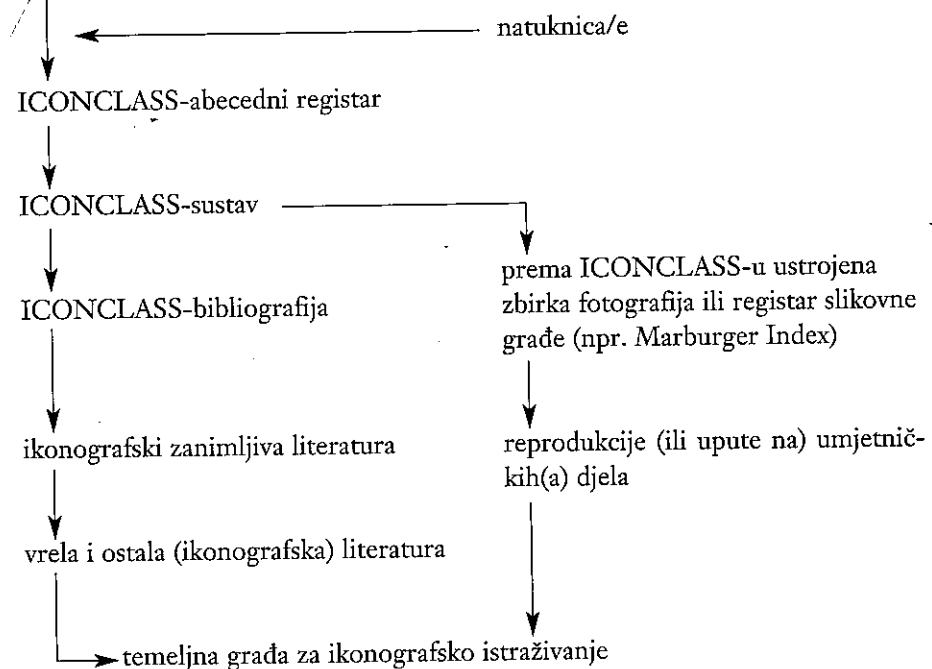 natuknica/e
ICONCLASS-abecedni registar
ICONCLASS-sustav
prema ICONCLASS-u ustrojena
zbirka fotografija ili registar slikovne
građe (npr. Marburger Index)
ICONCLASS-bibliografija
ikonografski zanimljiva literatura
reprodukcije (ili upute na) umjetnič-
kih(a) djela
vrela i ostala (ikonografska) literatura
temeljna građa za ikonografsko istraživanje